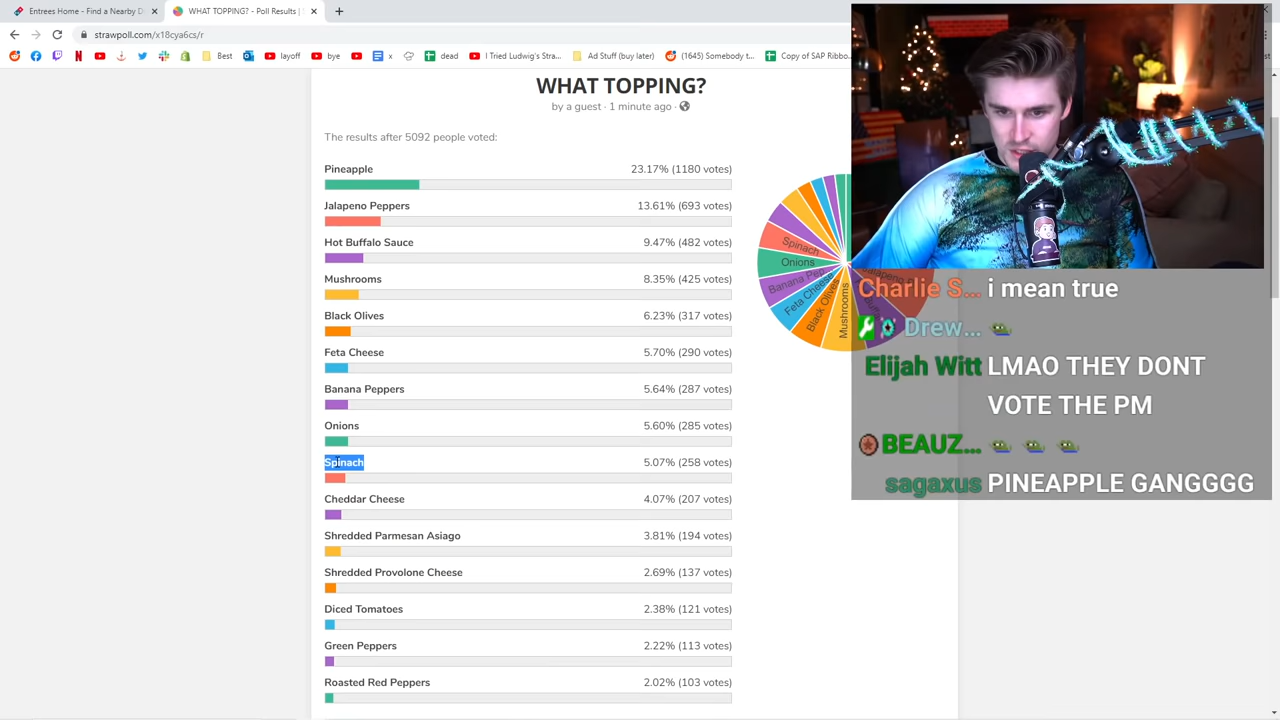 Entrees Home - Find a Nearby D
WHAT TOPPING? - Poll Results |
strawpoll.com/x18cya6cs/r
Best
layoff
bye
x
dead
I Tried Ludwig's Stra...
Ad Stuff (buy later)
(1645) Somebody t...
Copy of SAP Ribbo...
WHAT TOPPING?
by a guest · 1 minute ago ·
The results after 5092 people voted:
Pineapple 23.17% (1180 votes)
Jalapeno Peppers 13.61% (693 votes)
Hot Buffalo Sauce 9.47% (482 votes)
Mushrooms 8.35% (425 votes)
Black Olives 6.23% (317 votes)
Feta Cheese 5.70% (290 votes)
Banana Peppers 5.64% (287 votes)
Onions 5.60% (285 votes)
Spinach 5.07% (258 votes)
Cheddar Cheese 4.07% (207 votes)
Shredded Parmesan Asiago 3.81% (194 votes)
Shredded Provolone Cheese 2.69% (137 votes)
Diced Tomatoes 2.38% (121 votes)
Green Peppers 2.22% (113 votes)
Roasted Red Peppers 2.02% (103 votes)
Spinach
Onions
Banana Pep
Feta Cheese
Black Olives
Mushrooms
Charlie S... i mean true
Drew...
Elijah Witt LMAO THEY DONT
VOTE THE PM
BEAUZ...
sagaxus PINEAPPLE GANGGGG